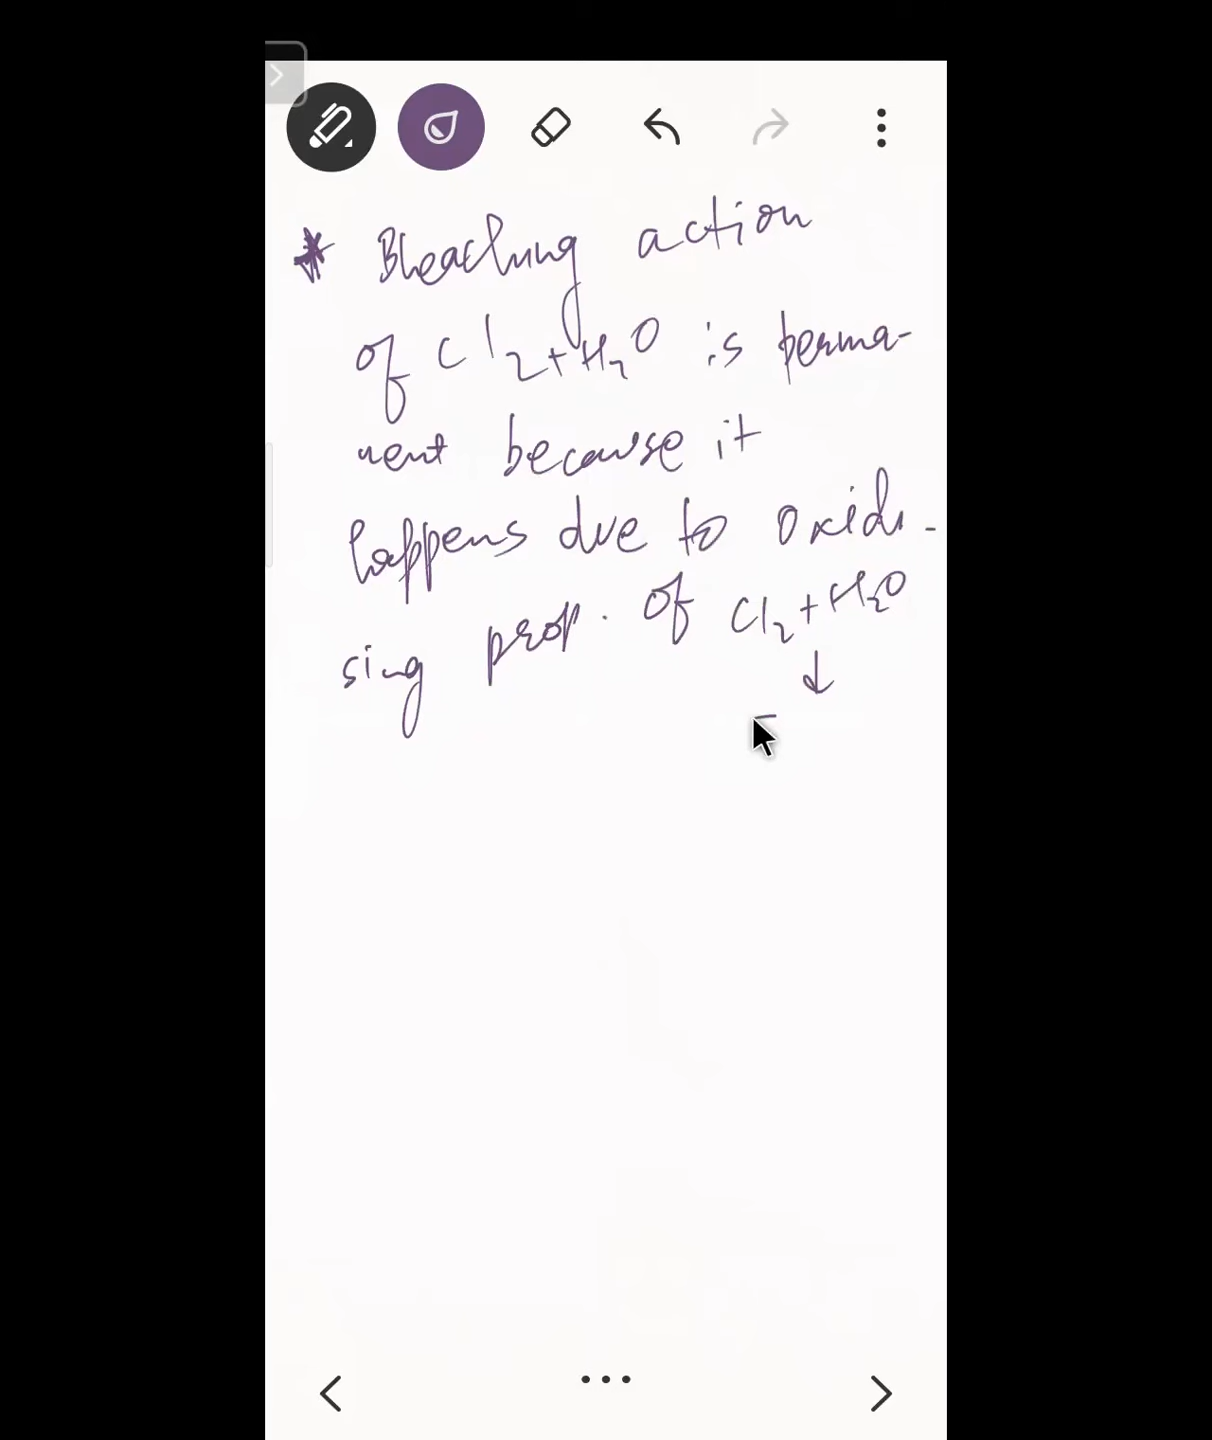 * Bleaching action
of Cl2+H2O is perma-
nent because it
happens due to oxidi-
sing prop. of Cl2+H2O
↓